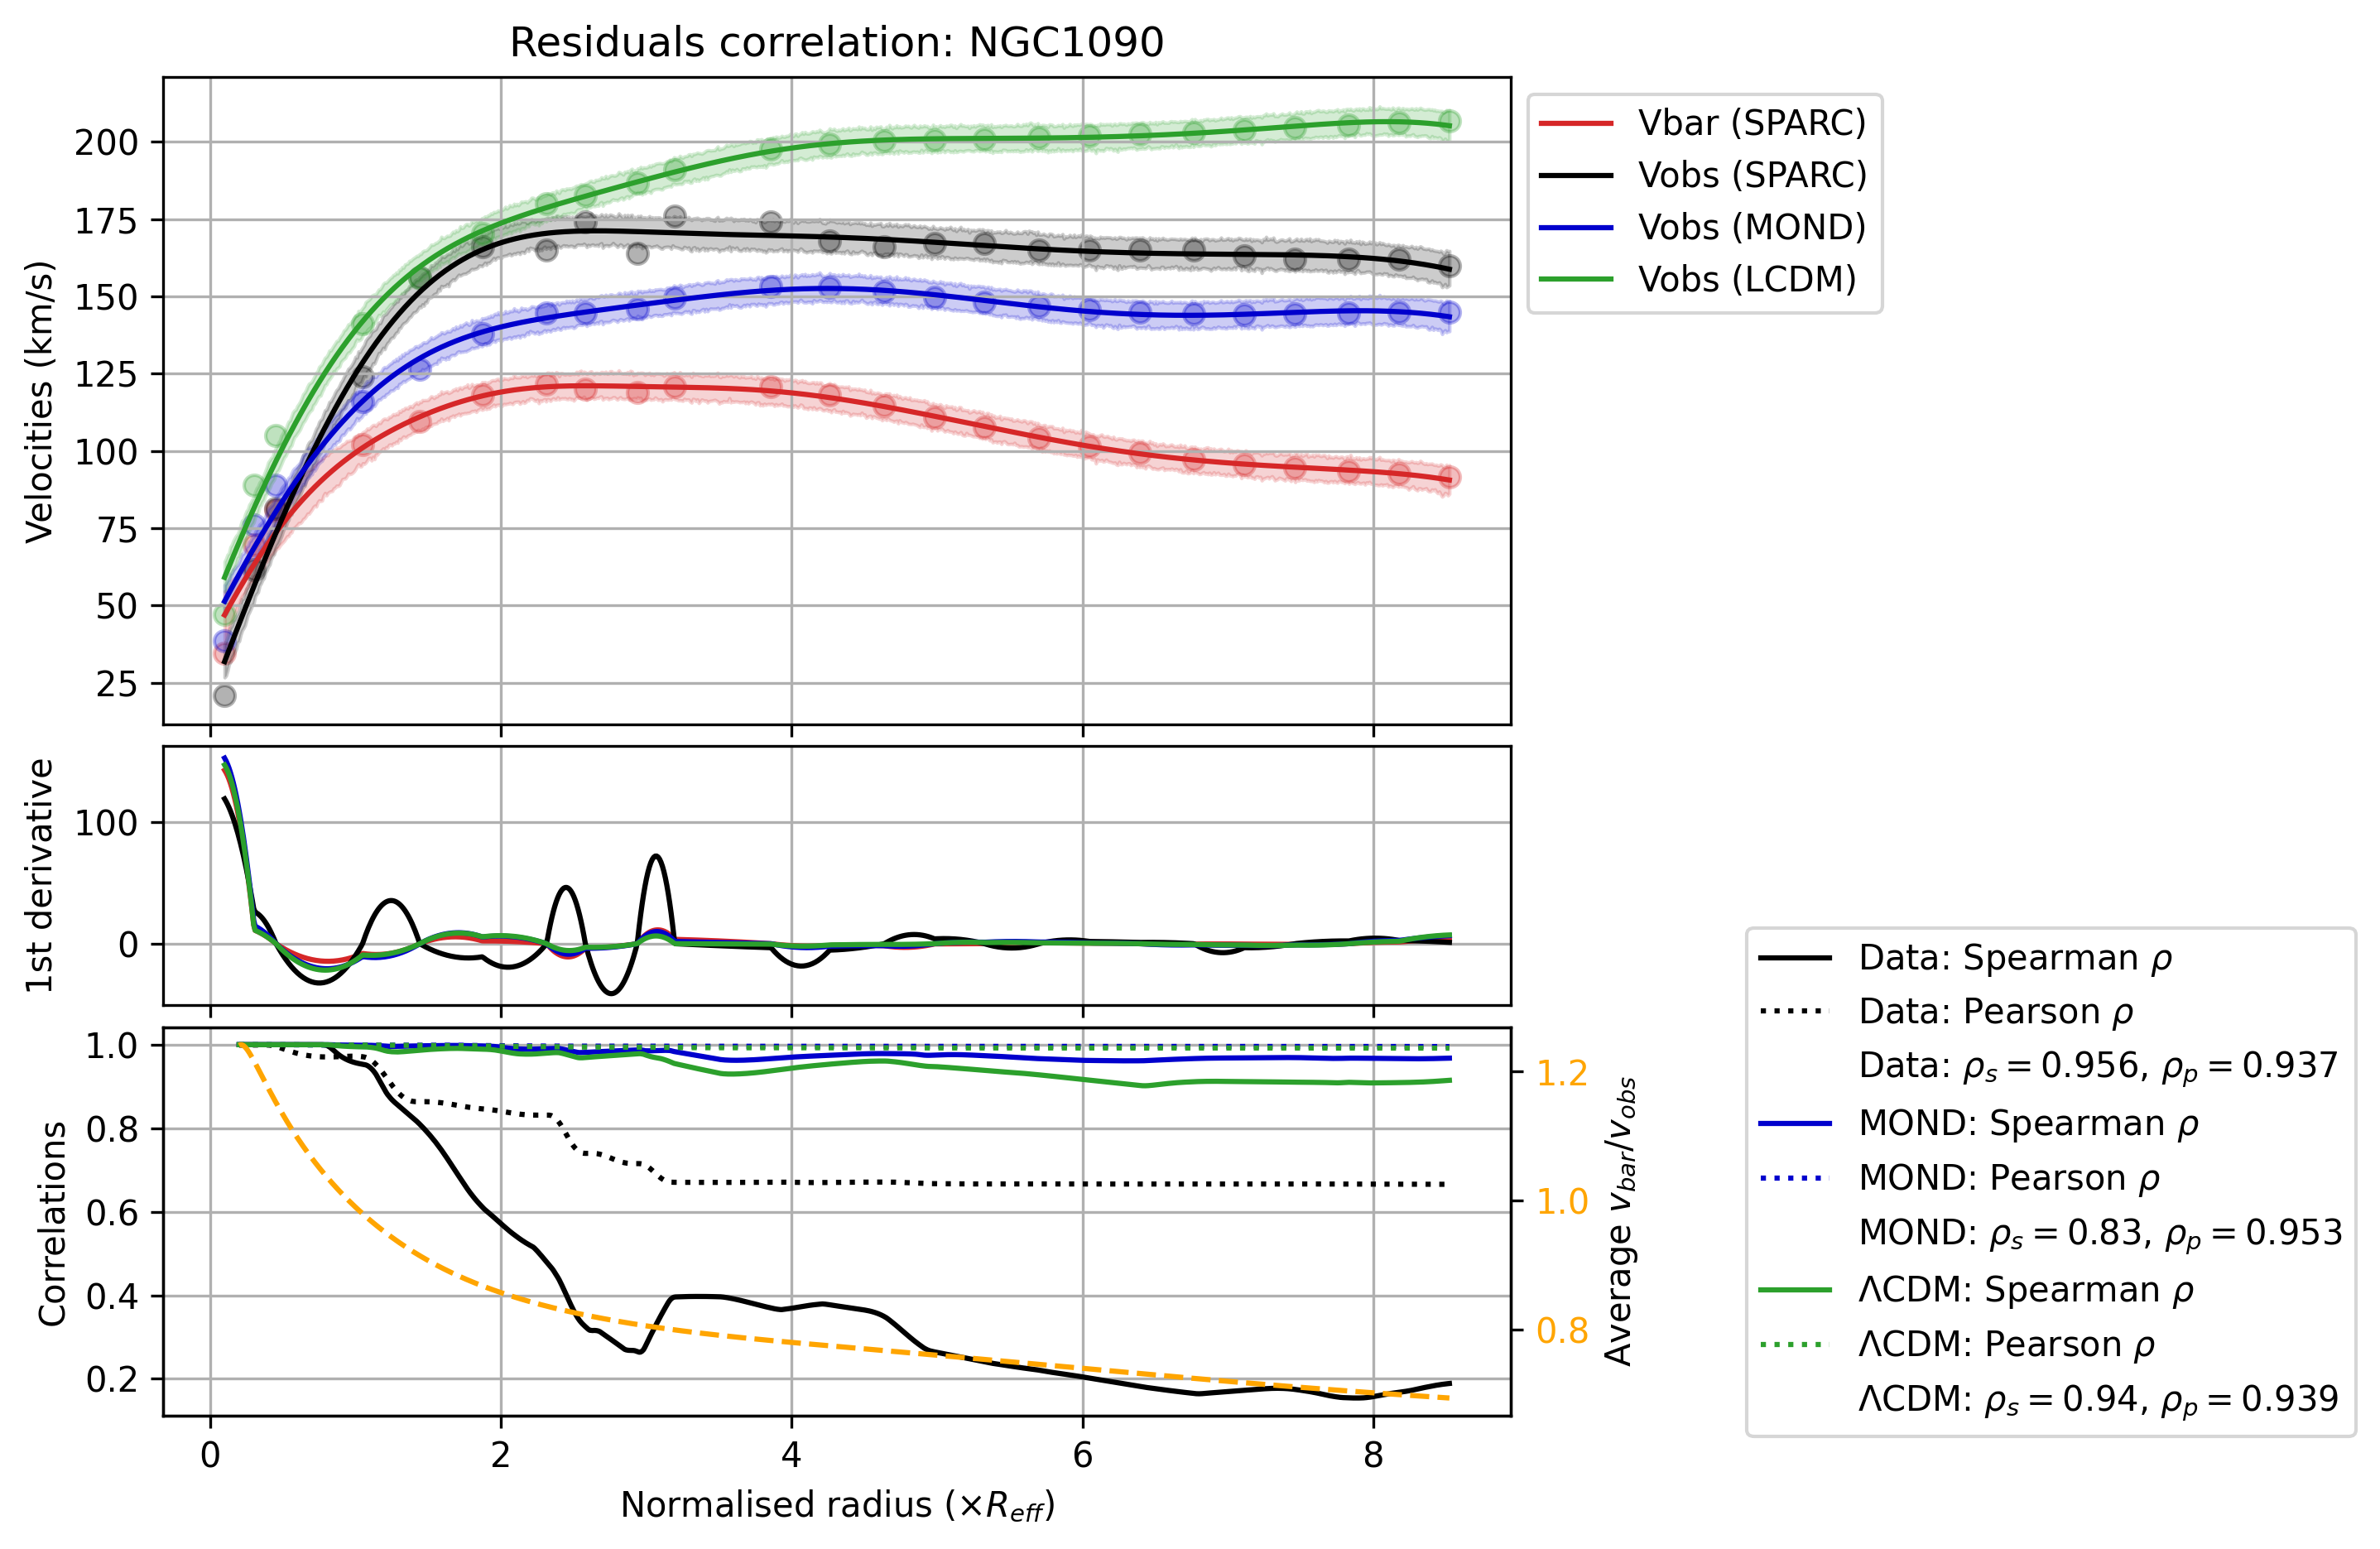 Residuals correlation: NGC1090
Velocities (km/s)
200
175
150
125
100
75
50
25
Vbar (SPARC)
Vobs (SPARC)
Vobs (MOND)
Vobs (LCDM)
1st derivative
100
0
Correlations
1.0
0.8
0.6
0.4
0.2
1.2
1.0
0.8
Average v_bar/v_obs
0 2 4 6 8
Normalised radius (×R_eff)
Data: Spearman ρ
Data: Pearson ρ
Data: ρ_s = 0.956, ρ_p = 0.937
MOND: Spearman ρ
MOND: Pearson ρ
MOND: ρ_s = 0.83, ρ_p = 0.953
ΛCDM: Spearman ρ
ΛCDM: Pearson ρ
ΛCDM: ρ_s = 0.94, ρ_p = 0.939